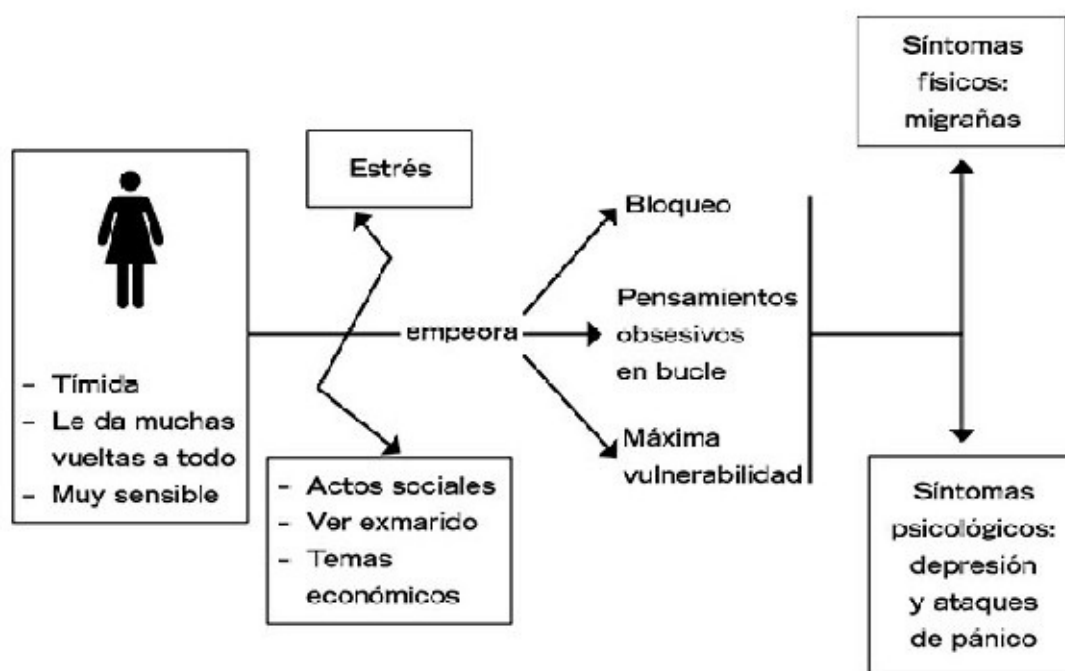 Síntomas
físicos:
migrañas
Estrés
Bloqueo
Pensamientos
obsesivos
en bucle
empeora
- Tímida
- Le da muchas
vueltas a todo
- Muy sensible
Máxima
vulnerabilidad
- Actos sociales
- Ver exmarido
- Temas
económicos
Síntomas
psicológicos:
depresión
y ataques
de pánico